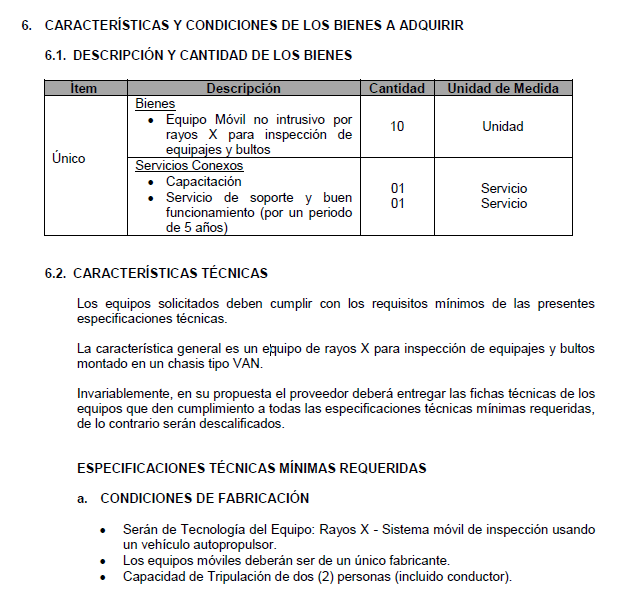 6. CARACTERÍSTICAS Y CONDICIONES DE LOS BIENES A ADQUIRIR
6.1. DESCRIPCIÓN Y CANTIDAD DE LOS BIENES
Ítem Descripción Cantidad Unidad de Medida
Único
Bienes
• Equipo Móvil no intrusivo por
rayos X para inspección de
equipajes y bultos
10 Unidad
Servicios Conexos
• Capacitación
• Servicio de soporte y buen
funcionamiento (por un periodo
de 5 años)
01 Servicio
01 Servicio
6.2. CARACTERÍSTICAS TÉCNICAS
Los equipos solicitados deben cumplir con los requisitos mínimos de las presentes
especificaciones técnicas.
La característica general es un equipo de rayos X para inspección de equipajes y bultos
montado en un chasis tipo VAN.
Invariablemente, en su propuesta el proveedor deberá entregar las fichas técnicas de los
equipos que den cumplimiento a todas las especificaciones técnicas mínimas requeridas,
de lo contrario serán descalificados.
ESPECIFICACIONES TÉCNICAS MÍNIMAS REQUERIDAS
a. CONDICIONES DE FABRICACIÓN
• Serán de Tecnología del Equipo: Rayos X - Sistema móvil de inspección usando
un vehículo autopropulsor.
• Los equipos móviles deberán ser de un único fabricante.
• Capacidad de Tripulación de dos (2) personas (incluido conductor).